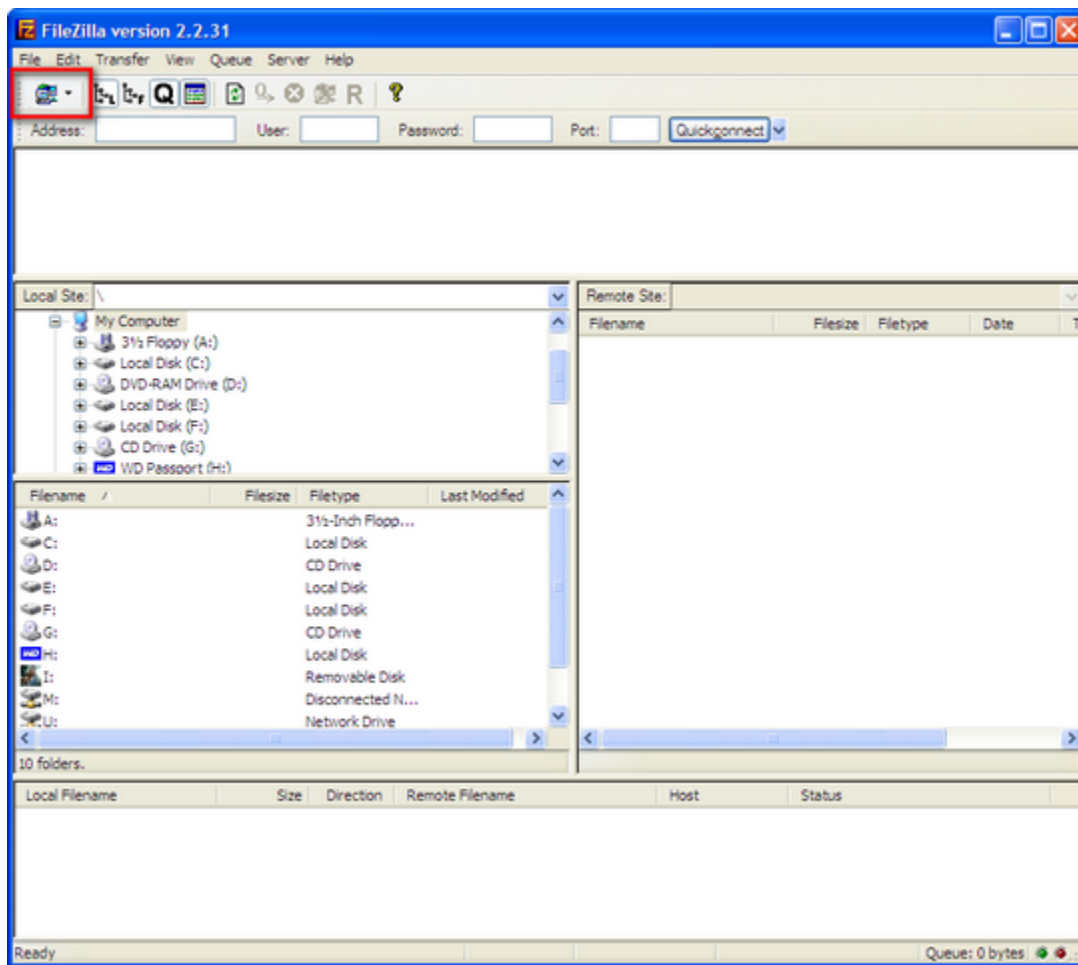 FileZilla version 2.2.31
File Edit Transfer View Queue Server Help
Q R ?
Address: User: Password: Port: Quickconnect
Local Site: \
Remote Site:
My Computer
3½ Floppy (A:)
Local Disk (C:)
DVD-RAM Drive (D:)
Local Disk (E:)
Local Disk (F:)
CD Drive (G:)
WD Passport (H:)
Filename Filesize Filetype Date T
Filename / Filesize Filetype Last Modified
A: 3½-Inch Flopp...
C: Local Disk
D: CD Drive
E: Local Disk
F: Local Disk
G: CD Drive
H: Local Disk
I: Removable Disk
M: Disconnected N...
U: Network Drive
10 folders.
Local Filename Size Direction Remote Filename Host Status
Ready Queue: 0 bytes